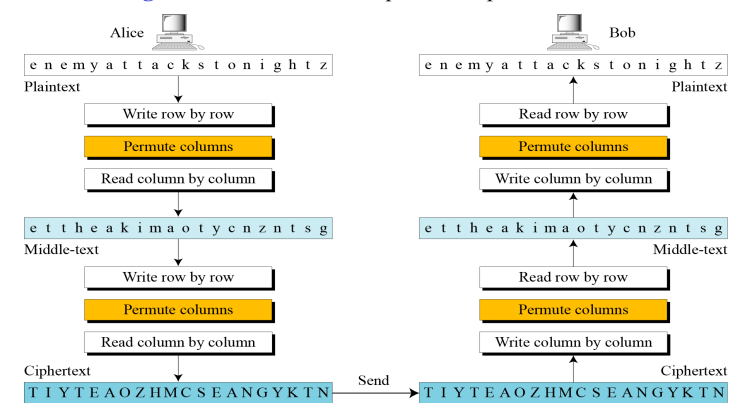 Alice
e n e m y a t t a c k s t o n i g h t z
Plaintext
Write row by row
Permute columns
Read column by column
e t t h e a k i m a o t y c n z n t s g
Middle-text
Write row by row
Permute columns
Read column by column
Ciphertext
T I Y T E A O Z H M C S E A N G Y K T N
Send
Bob
e n e m y a t t a c k s t o n i g h t z
Plaintext
Read row by row
Permute columns
Write column by column
e t t h e a k i m a o t y c n z n t s g
Middle-text
Read row by row
Permute columns
Write column by column
Ciphertext
T I Y T E A O Z H M C S E A N G Y K T N